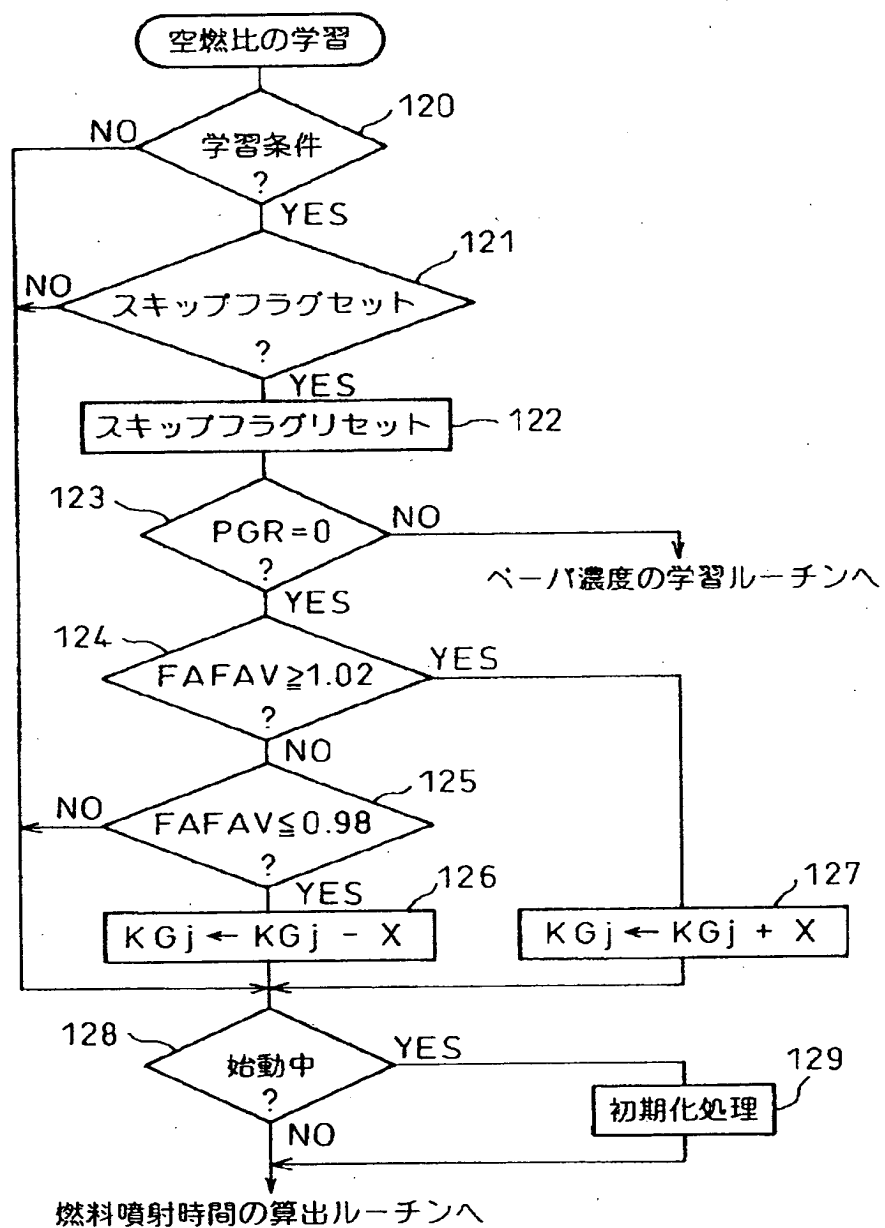 空燃比の学習
120
NO
学習条件
?
YES
121
NO
スキップフラグセット
?
YES
スキップフラグリセット
122
123
PGR=0
NO
?
ベーパ濃度の学習ルーチンへ
YES
124
FAFAV≧1.02
YES
?
NO
125
NO
FAFAV≦0.98
?
YES
126
127
KGj ← KGj - X
KGj ← KGj + X
128
始動中
YES
?
129
初期化処理
NO
燃料噴射時間の算出ルーチンへ